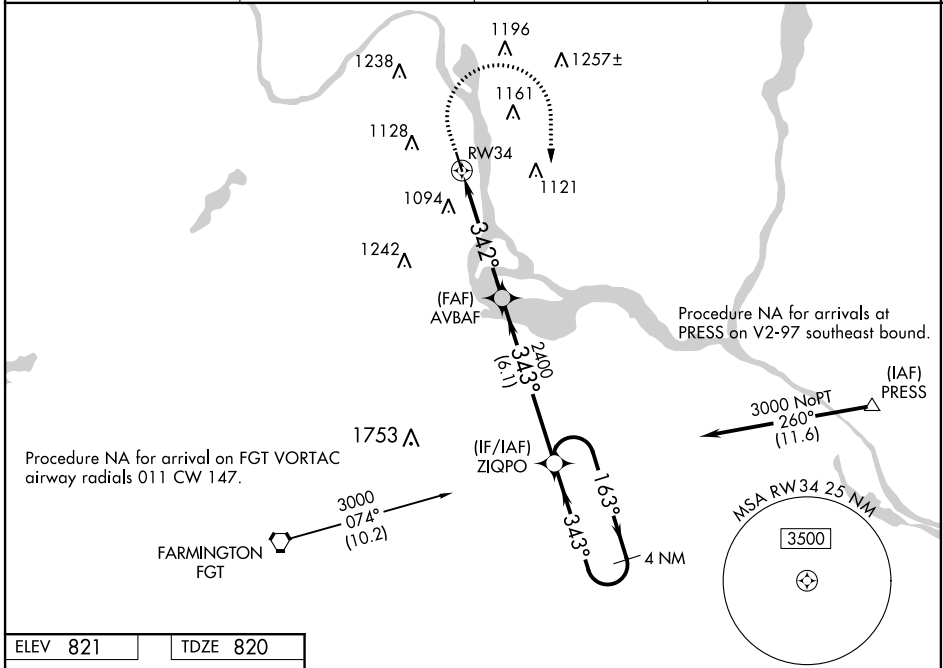 1196
1238
1257±
1161
1128
RW34
1121
1094
342°
1242
(FAF)
AVBAF
Procedure NA for arrivals at
PRESS on V2-97 southeast bound.
2400
343°
(6.1)
(IAF)
PRESS
3000 NoPT
260°
(11.6)
1753
(IF/IAF)
ZIQPO
Procedure NA for arrival on FGT VORTAC
airway radials 011 CW 147.
163°
3000
074°
(10.2)
343°
MSA RW34 25 NM
3500
FARMINGTON
FGT
4 NM
ELEV 821
TDZE 820